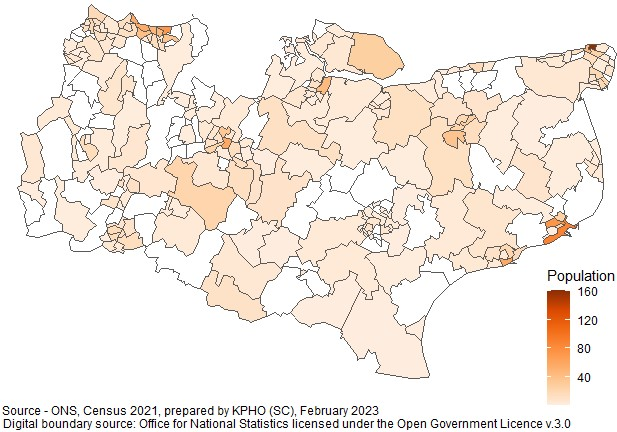 Population
160
120
80
40
Source - ONS, Census 2021, prepared by KPHO (SC), February 2023
Digital boundary source: Office for National Statistics licensed under the Open Government Licence v.3.0